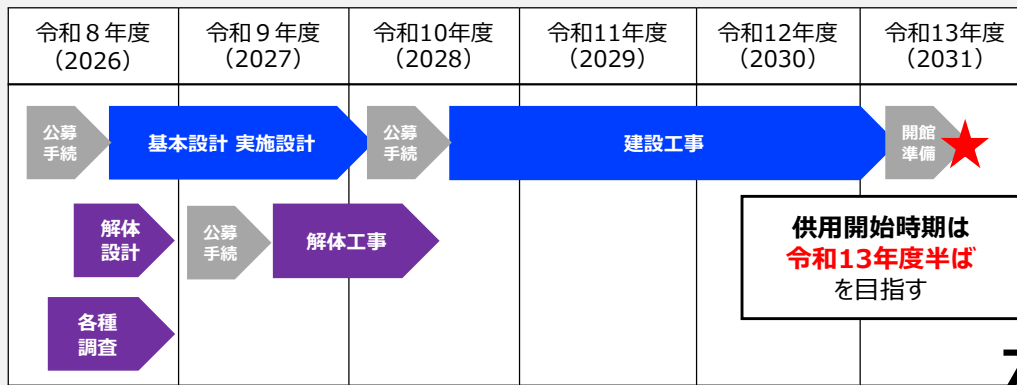 令和８年度
（2026）
令和９年度
（2027）
令和10年度
（2028）
令和11年度
（2029）
令和12年度
（2030）
令和13年度
（2031）
公募
手続
基本設計 実施設計
公募
手続
建設工事
開館
準備
解体
設計
公募
手続
解体工事
各種
調査
供用開始時期は
令和13年度半ば
を目指す